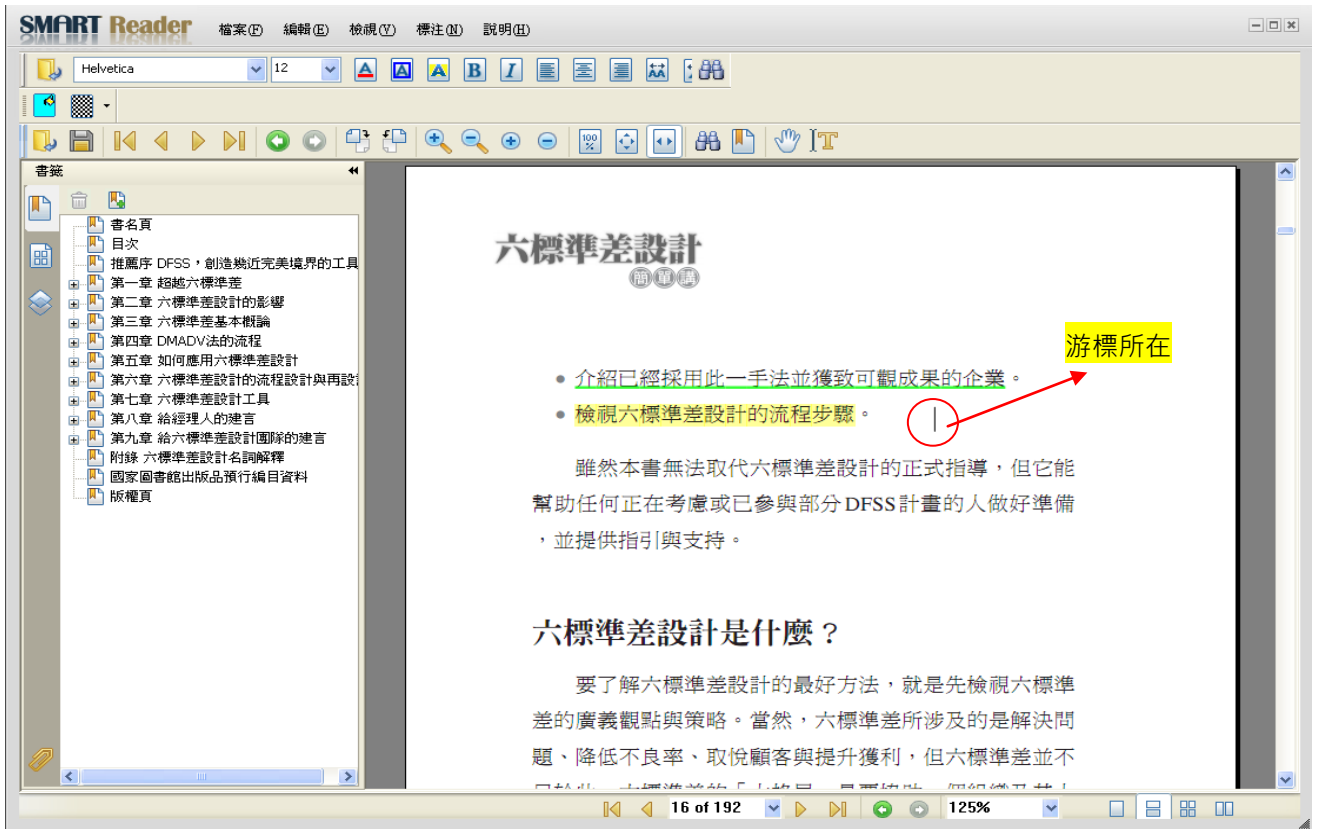 SMART Reader 檔案(F) 編輯(E) 檢視(V) 標注(N) 說明(H)
Helvetica 12
書籤
書名頁
目次
推薦序 DFSS，創造幾近完美境界的工具
第一章 超越六標準差
第二章 六標準差設計的影響
第三章 六標準差基本概論
第四章 DMADV法的流程
第五章 如何應用六標準差設計
第六章 六標準差設計的流程設計與再設
第七章 六標準差設計工具
第八章 給經理人的建言
第九章 給六標準差設計團隊的建言
附錄 六標準差設計名詞解釋
國家圖書館出版品預行編目資料
版權頁
六標準差設計
簡單講
游標所在
• 介紹已經採用此一手法並獲致可觀成果的企業。
• 檢視六標準差設計的流程步驟。
雖然本書無法取代六標準差設計的正式指導，但它能
幫助任何正在考慮或已參與部分DFSS計畫的人做好準備
，並提供指引與支持。
六標準差設計是什麼？
要了解六標準差設計的最好方法，就是先檢視六標準
差的廣義觀點與策略。當然，六標準差所涉及的是解決問
題、降低不良率、取悅顧客與提升獲利，但六標準差並不
16 of 192 125%